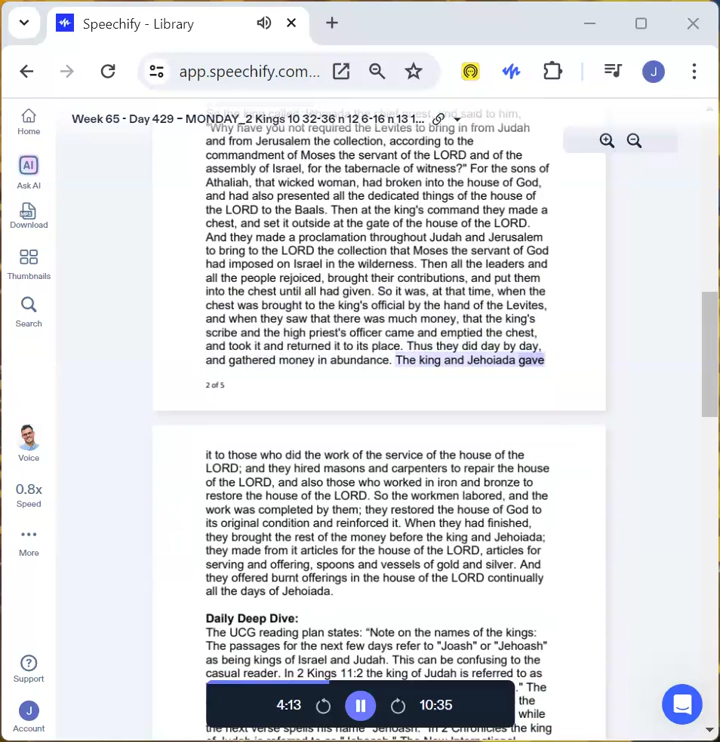 Speechify - Library
app.speechify.com...
J
Home
AI
Ask AI
Download
Thumbnails
Search
Voice
0.8x
Speed
More
Support
J
Account
Week 65 - Day 429 – MONDAY_2 Kings 10 32-36 n 12 6-16 n 13 1...
and said to him,
"Why have you not required the Levites to bring in from Judah
and from Jerusalem the collection, according to the
commandment of Moses the servant of the LORD and of the
assembly of Israel, for the tabernacle of witness?" For the sons of
Athaliah, that wicked woman, had broken into the house of God,
and had also presented all the dedicated things of the house of
the LORD to the Baals. Then at the king's command they made a
chest, and set it outside at the gate of the house of the LORD.
And they made a proclamation throughout Judah and Jerusalem
to bring to the LORD the collection that Moses the servant of God
had imposed on Israel in the wilderness. Then all the leaders and
all the people rejoiced, brought their contributions, and put them
into the chest until all had given. So it was, at that time, when the
chest was brought to the king's official by the hand of the Levites,
and when they saw that there was much money, that the king's
scribe and the high priest's officer came and emptied the chest,
and took it and returned it to its place. Thus they did day by day,
and gathered money in abundance. The king and Jehoiada gave
2 of 5
it to those who did the work of the service of the house of the
LORD; and they hired masons and carpenters to repair the house
of the LORD, and also those who worked in iron and bronze to
restore the house of the LORD. So the workmen labored, and the
work was completed by them; they restored the house of God to
its original condition and reinforced it. When they had finished,
they brought the rest of the money before the king and Jehoiada;
they made from it articles for the house of the LORD, articles for
serving and offering, spoons and vessels of gold and silver. And
they offered burnt offerings in the house of the LORD continually
all the days of Jehoiada.
Daily Deep Dive:
The UCG reading plan states: “Note on the names of the kings:
The passages for the next few days refer to "Joash" or "Jehoash"
as being kings of Israel and Judah. This can be confusing to the
casual reader. In 2 Kings 11:2 the king of Judah is referred to as
." The
the
while
4:13
10:35
the next verse spells his name "Jehoash." In 2 Chronicles the king